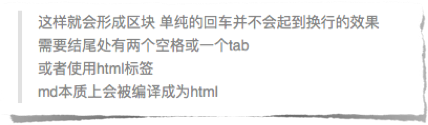 这样就会形成区块 单纯的回车并不会起到换行的效果
需要结尾处有两个空格或一个tab
或者使用html标签
md本质上会被编译成为html